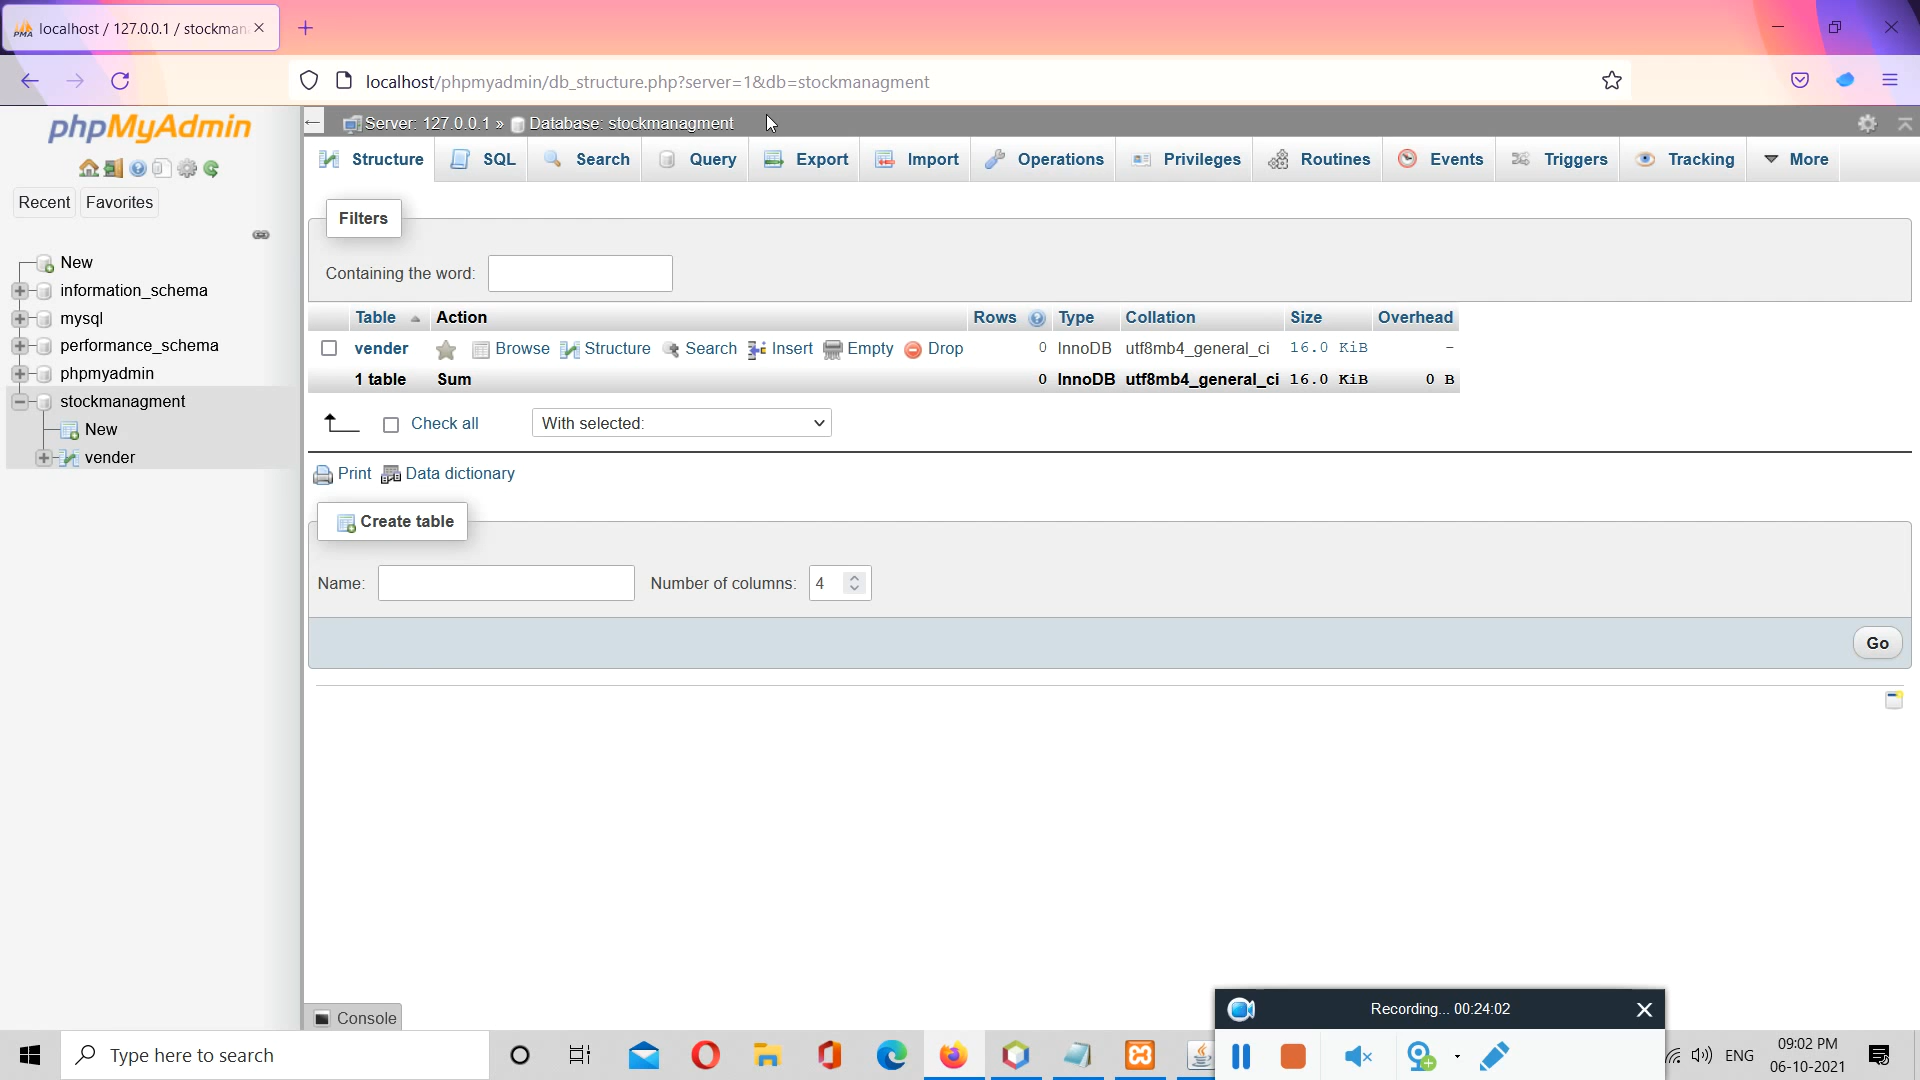 localhost / 127.0.0.1 / stockman
localhost/phpmyadmin/db_structure.php?server=1&db=stockmanagment
phpMyAdmin
Server: 127.0.0.1 » Database: stockmanagment
Structure SQL Search Query Export Import Operations Privileges Routines Events Triggers Tracking More
Recent Favorites
New
information_schema
mysql
performance_schema
phpmyadmin
stockmanagment
New
vender
Filters
Containing the word:
Table Action Rows Type Collation Size Overhead
vender Browse Structure Search Insert Empty Drop 0 InnoDB utf8mb4_general_ci 16.0 KiB -
1 table Sum 0 InnoDB utf8mb4_general_ci 16.0 KiB 0 B
Check all With selected:
Print Data dictionary
Create table
Name: Number of columns: 4
Go
Console
Recording... 00:24:02
Type here to search
ENG
09:02 PM
06-10-2021